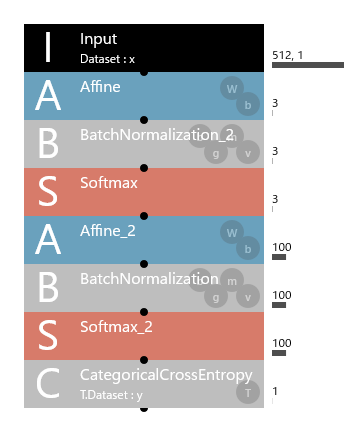 I Input
Dataset : x
512, 1
A Affine W b
3
B BatchNormalization_2 m g v
3
S Softmax
3
A Affine_2 W b
100
B BatchNormalization m g v
100
S Softmax_2
100
C CategoricalCrossEntropy
T.Dataset : y T
1